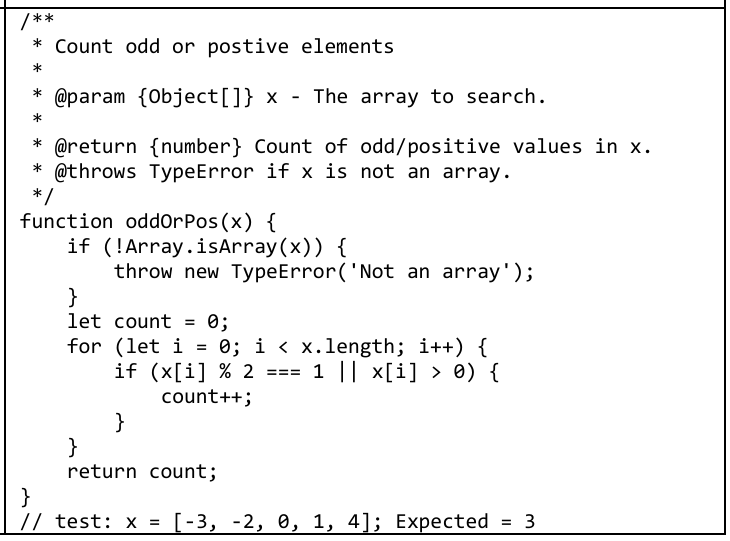 /**
 * Count odd or postive elements
 *
 * @param {Object[]} x - The array to search.
 *
 * @return {number} Count of odd/positive values in x.
 * @throws TypeError if x is not an array.
 */
function oddOrPos(x) {
    if (!Array.isArray(x)) {
        throw new TypeError('Not an array');
    }
    let count = 0;
    for (let i = 0; i < x.length; i++) {
        if (x[i] % 2 === 1 || x[i] > 0) {
            count++;
        }
    }
    return count;
}
// test: x = [-3, -2, 0, 1, 4]; Expected = 3